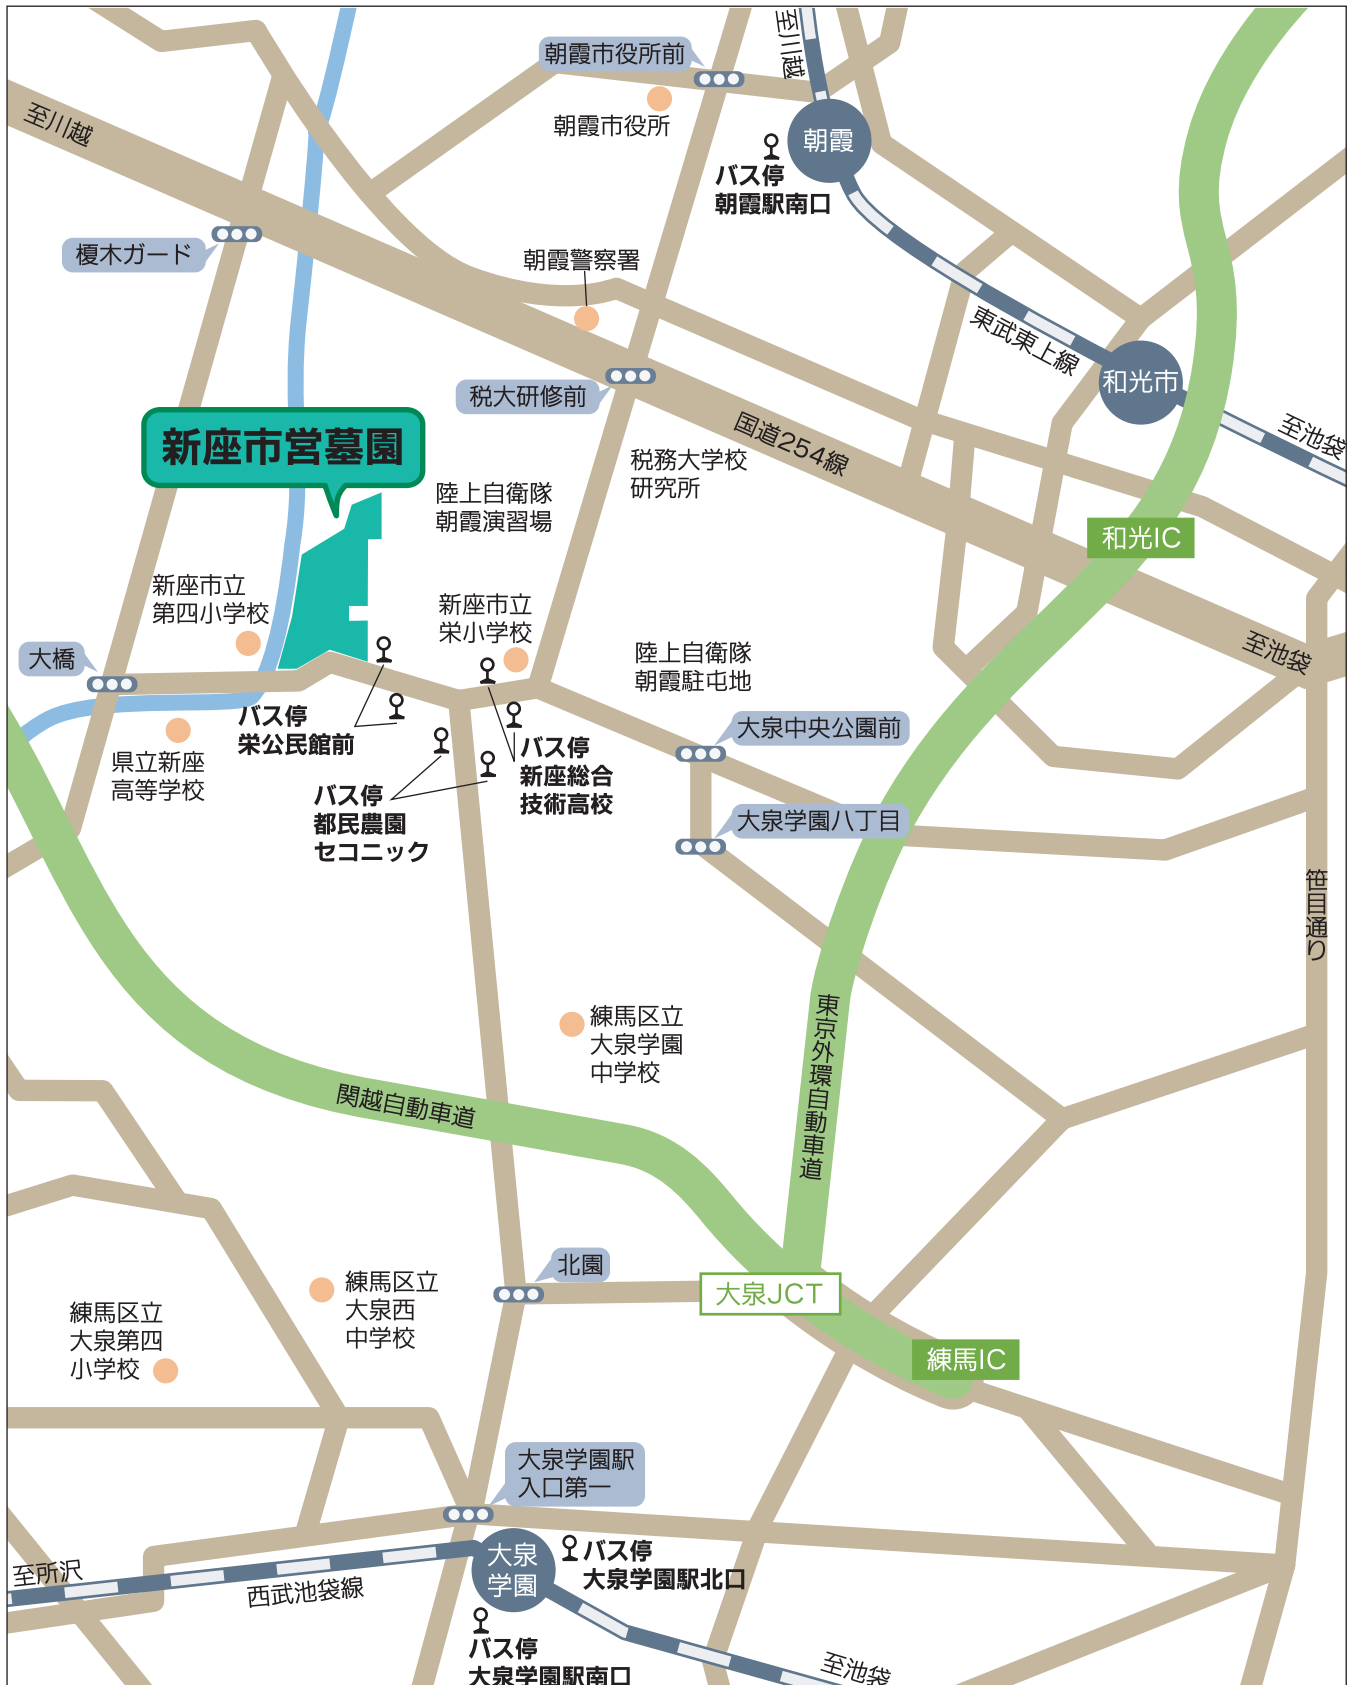 至川越
朝霞市役所前
朝霞市役所
至川越
朝霞
バス停
朝霞駅南口
榎木ガード
朝霞警察署
東武東上線
和光市
至池袋
税大研修前
国道254線
新座市営墓園
税務大学校
研究所
陸上自衛隊
朝霞演習場
和光IC
新座市立
第四小学校
新座市立
栄小学校
大橋
陸上自衛隊
朝霞駐屯地
至池袋
バス停
栄公民館前
大泉中央公園前
県立新座
高等学校
バス停
新座総合
技術高校
バス停
都民農園
セコニック
大泉学園八丁目
笹目通り
練馬区立
大泉学園
中学校
東京外環自動車道
関越自動車道
北園
大泉JCT
練馬区立
大泉西
中学校
練馬区立
大泉第四
小学校
練馬IC
大泉学園駅
入口第一
大泉
学園
バス停
大泉学園駅北口
至所沢
西武池袋線
バス停
大泉学園駅南口
至池袋